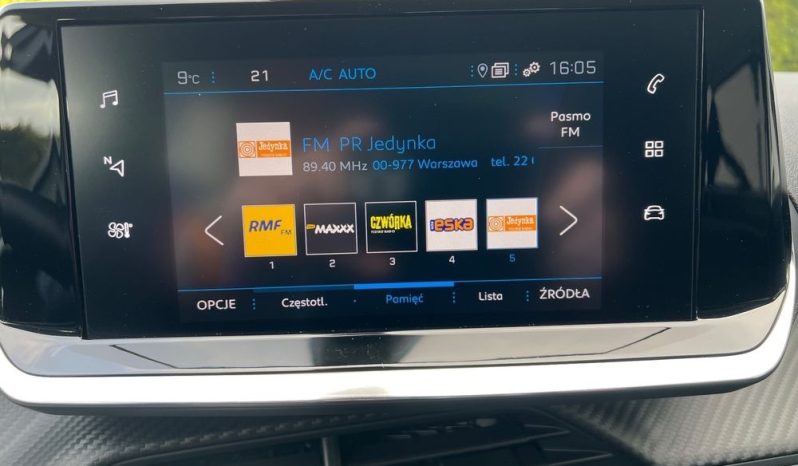 9°C 21 A/C AUTO 16:05
N
Pasmo
FM
Jedynka
FM PR Jedynka
89.40 MHz 00-977 Warszawa tel. 22
RMF FM
MAXXX
CZWÓRKA
ESKA
Jedynka
1 2 3 4 5
OPCJE Częstotl. Pamięć Lista ŹRÓDŁA